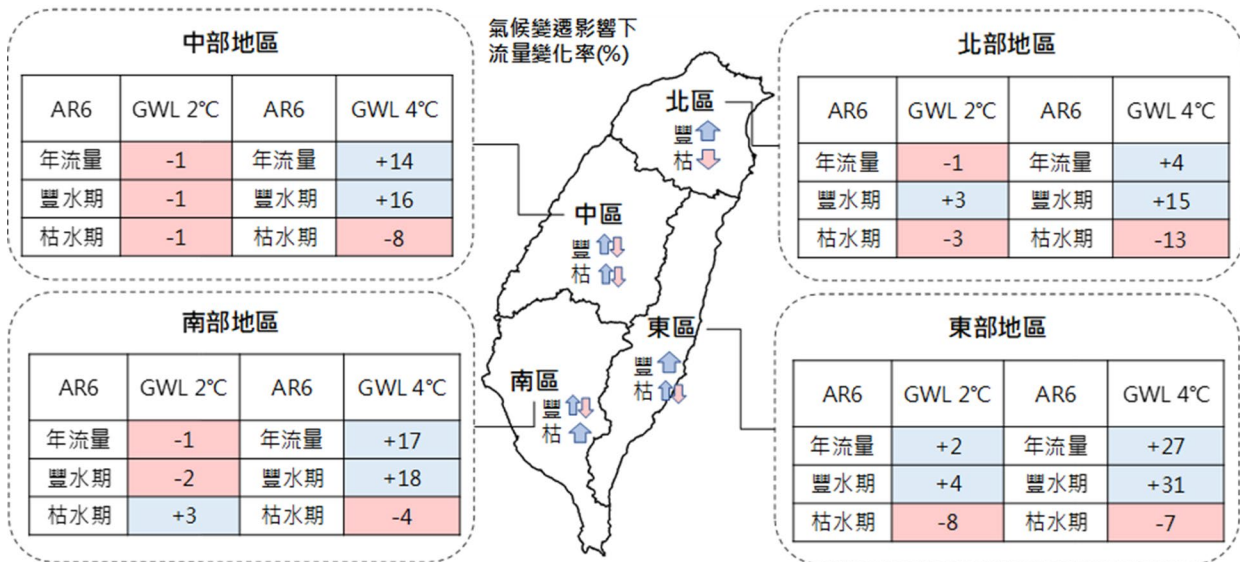 氣候變遷影響下
流量變化率(%)
中部地區
AR6 GWL 2℃ AR6 GWL 4℃
年流量 -1 年流量 +14
豐水期 -1 豐水期 +16
枯水期 -1 枯水期 -8
北部地區
AR6 GWL 2℃ AR6 GWL 4℃
年流量 -1 年流量 +4
豐水期 +3 豐水期 +15
枯水期 -3 枯水期 -13
北區
豐
枯
中區
豐
枯
東區
豐
枯
南區
豐
枯
南部地區
AR6 GWL 2℃ AR6 GWL 4℃
年流量 -1 年流量 +17
豐水期 -2 豐水期 +18
枯水期 +3 枯水期 -4
東部地區
AR6 GWL 2℃ AR6 GWL 4℃
年流量 +2 年流量 +27
豐水期 +4 豐水期 +31
枯水期 -8 枯水期 -7